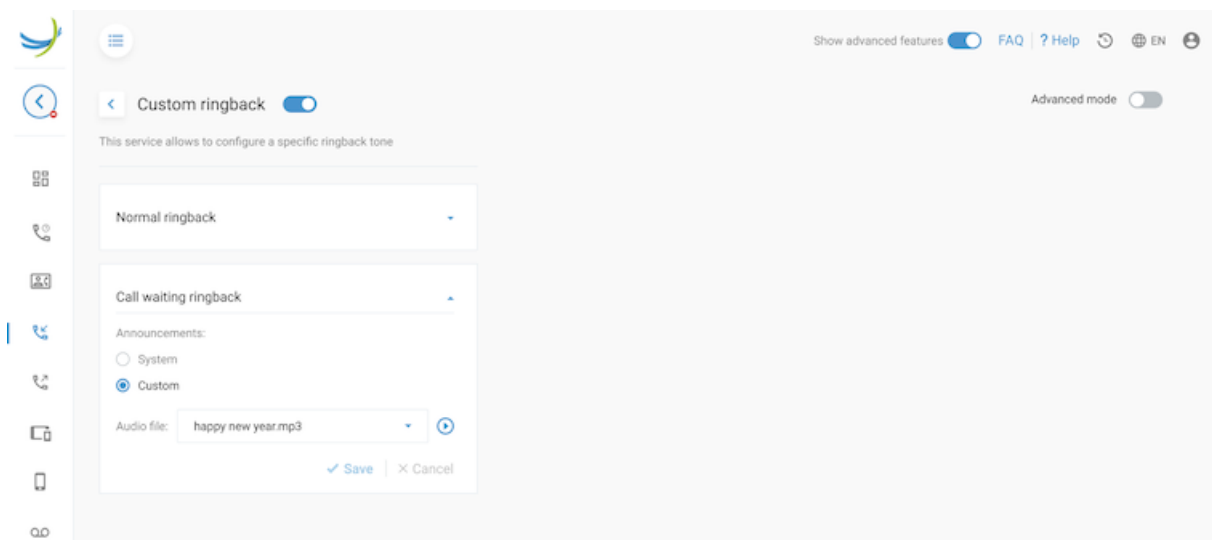 Show advanced features FAQ ? Help EN
Custom ringback Advanced mode
This service allows to configure a specific ringback tone
Normal ringback
Call waiting ringback
Announcements:
System
Custom
Audio file: happy new year.mp3
Save Cancel